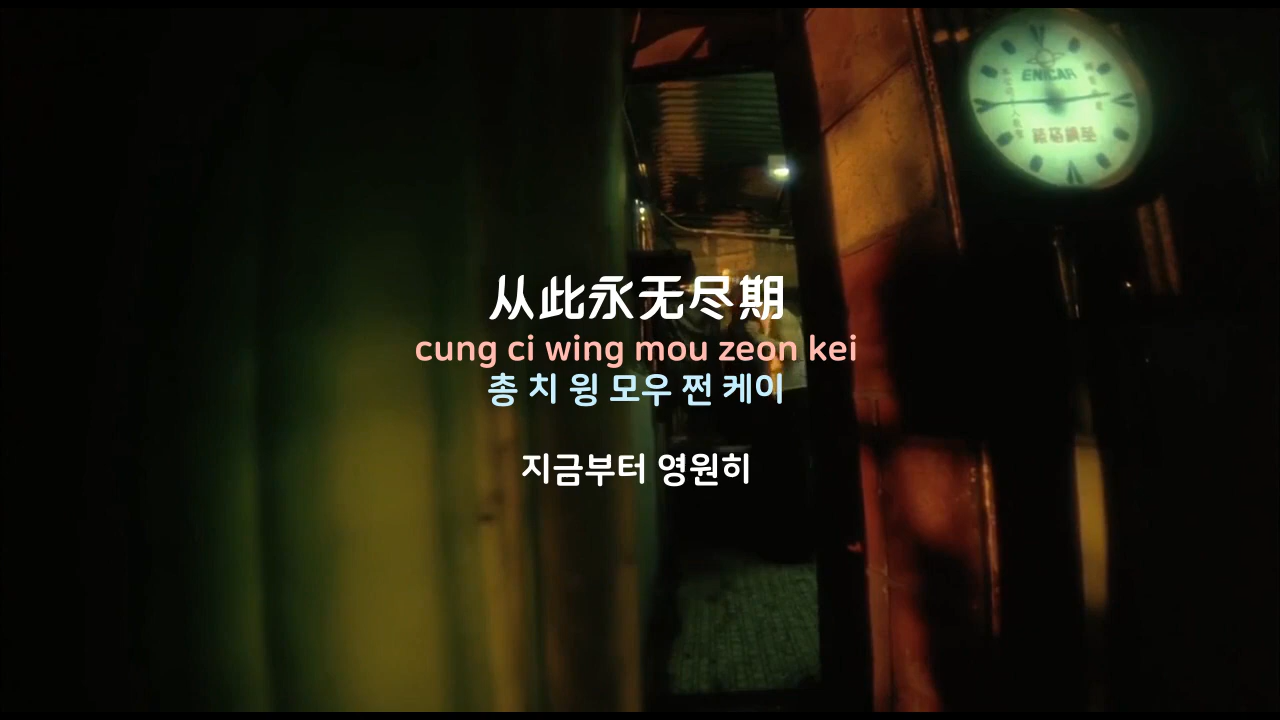 ENICAR
从此永无尽期
cung ci wing mou zeon kei
총 치 윙 모우 쩐 케이
지금부터 영원히